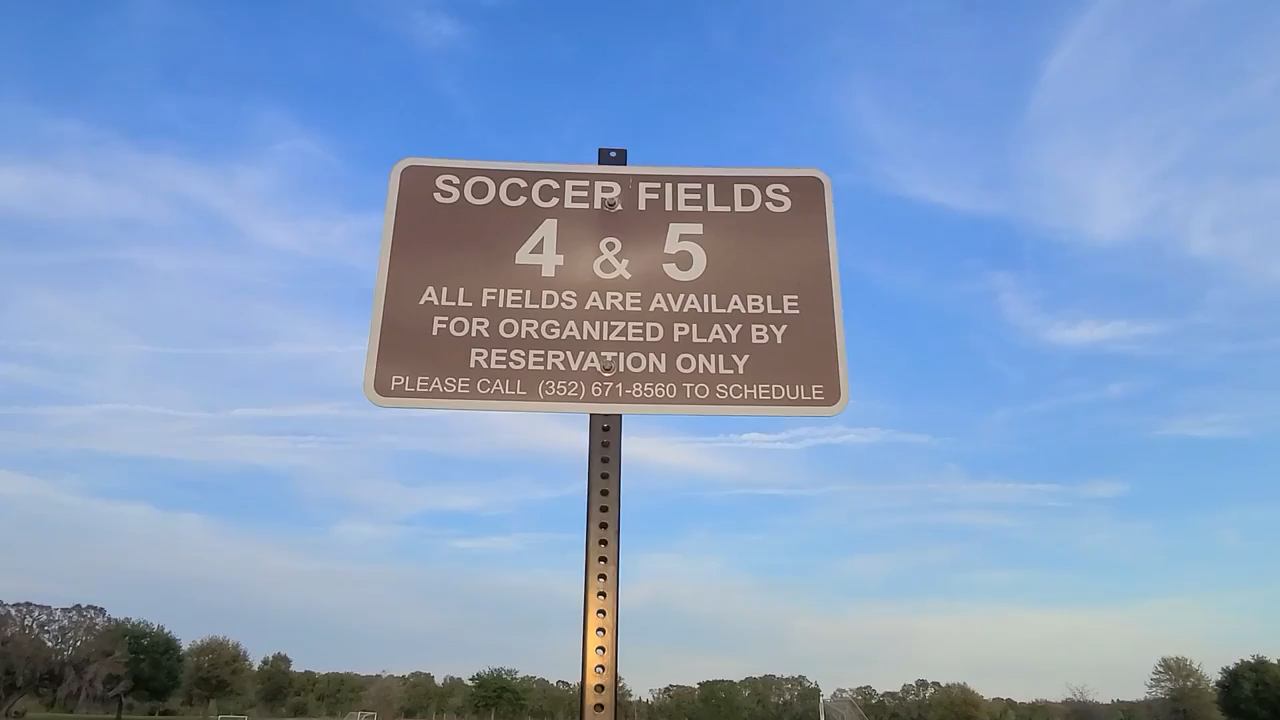 SOCCER FIELDS
4 & 5
ALL FIELDS ARE AVAILABLE
FOR ORGANIZED PLAY BY
RESERVATION ONLY
PLEASE CALL (352) 671-8560 TO SCHEDULE